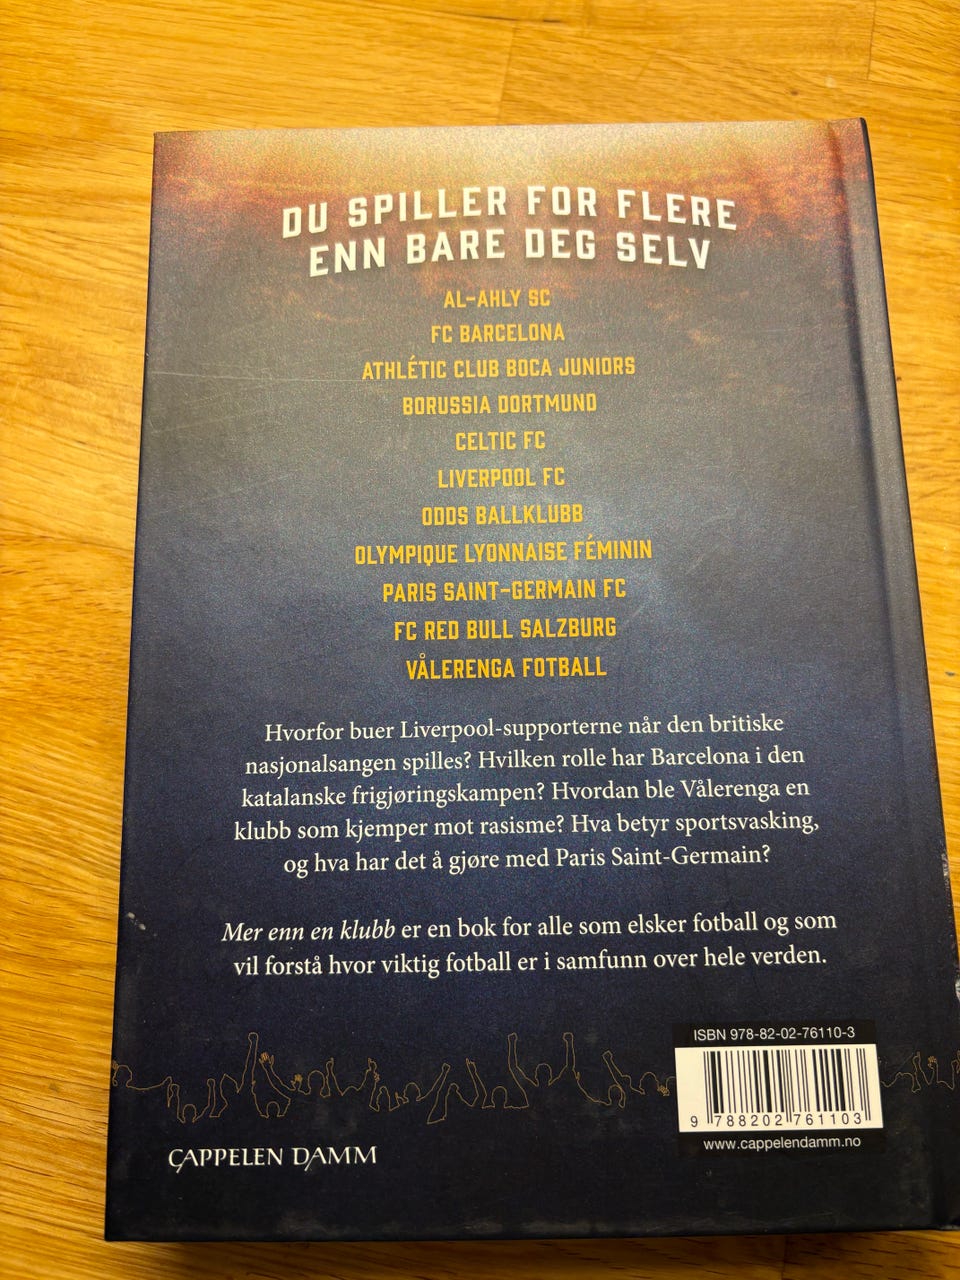 DU SPILLER FOR FLERE
ENN BARE DEG SELV
AL-AHLY SC
FC BARCELONA
ATHLÉTIC CLUB BOCA JUNIORS
BORUSSIA DORTMUND
CELTIC FC
LIVERPOOL FC
ODDS BALLKLUBB
OLYMPIQUE LYONNAISE FÉMININ
PARIS SAINT-GERMAIN FC
FC RED BULL SALZBURG
VÅLERENGA FOTBALL
Hvorfor buer Liverpool-supporterne når den britiske
nasjonalsangen spilles? Hvilken rolle har Barcelona i den
katalanske frigjøringskampen? Hvordan ble Vålerenga en
klubb som kjemper mot rasisme? Hva betyr sportsvasking,
og hva har det å gjøre med Paris Saint-Germain?
Mer enn en klubb er en bok for alle som elsker fotball og som
vil forstå hvor viktig fotball er i samfunn over hele verden.
ISBN 978-82-02-76110-3
9 788202 761103
www.cappelendamm.no
CAPPELEN DAMM